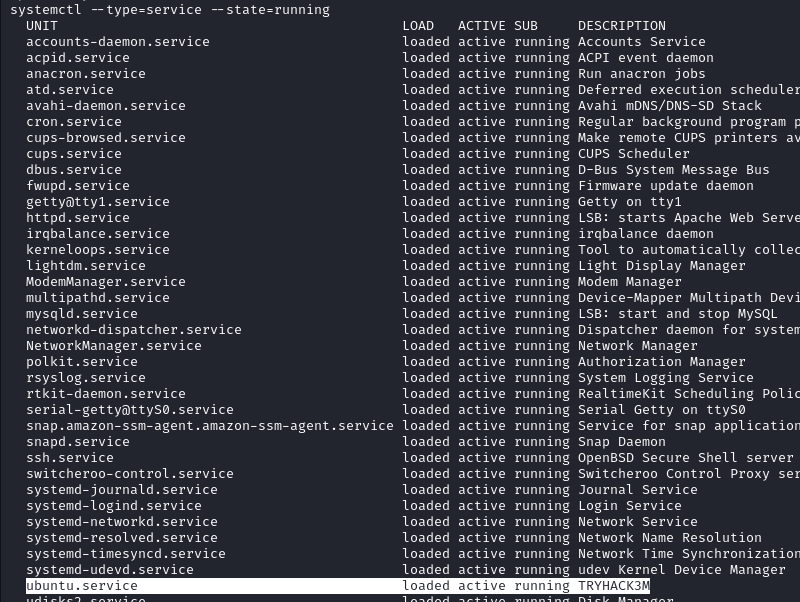 systemctl --type=service --state=running
UNIT LOAD ACTIVE SUB DESCRIPTION
accounts-daemon.service loaded active running Accounts Service
acpid.service loaded active running ACPI event daemon
anacron.service loaded active running Run anacron jobs
atd.service loaded active running Deferred execution scheduler
avahi-daemon.service loaded active running Avahi mDNS/DNS-SD Stack
cron.service loaded active running Regular background program p
cups-browsed.service loaded active running Make remote CUPS printers av
cups.service loaded active running CUPS Scheduler
dbus.service loaded active running D-Bus System Message Bus
fwupd.service loaded active running Firmware update daemon
getty@tty1.service loaded active running Getty on tty1
httpd.service loaded active running LSB: starts Apache Web Serve
irqbalance.service loaded active running irqbalance daemon
kerneloops.service loaded active running Tool to automatically collec
lightdm.service loaded active running Light Display Manager
ModemManager.service loaded active running Modem Manager
multipathd.service loaded active running Device-Mapper Multipath Devi
mysqld.service loaded active running LSB: start and stop MySQL
networkd-dispatcher.service loaded active running Dispatcher daemon for system
NetworkManager.service loaded active running Network Manager
polkit.service loaded active running Authorization Manager
rsyslog.service loaded active running System Logging Service
rtkit-daemon.service loaded active running RealtimeKit Scheduling Polic
serial-getty@ttyS0.service loaded active running Serial Getty on ttyS0
snap.amazon-ssm-agent.amazon-ssm-agent.service loaded active running Service for snap application
snapd.service loaded active running Snap Daemon
ssh.service loaded active running OpenBSD Secure Shell server
switcheroo-control.service loaded active running Switcheroo Control Proxy ser
systemd-journald.service loaded active running Journal Service
systemd-logind.service loaded active running Login Service
systemd-networkd.service loaded active running Network Service
systemd-resolved.service loaded active running Network Name Resolution
systemd-timesyncd.service loaded active running Network Time Synchronization
systemd-udevd.service loaded active running udev Kernel Device Manager
ubuntu.service loaded active running TRYHACK3M
udisks2.service loaded active running Disk Manager